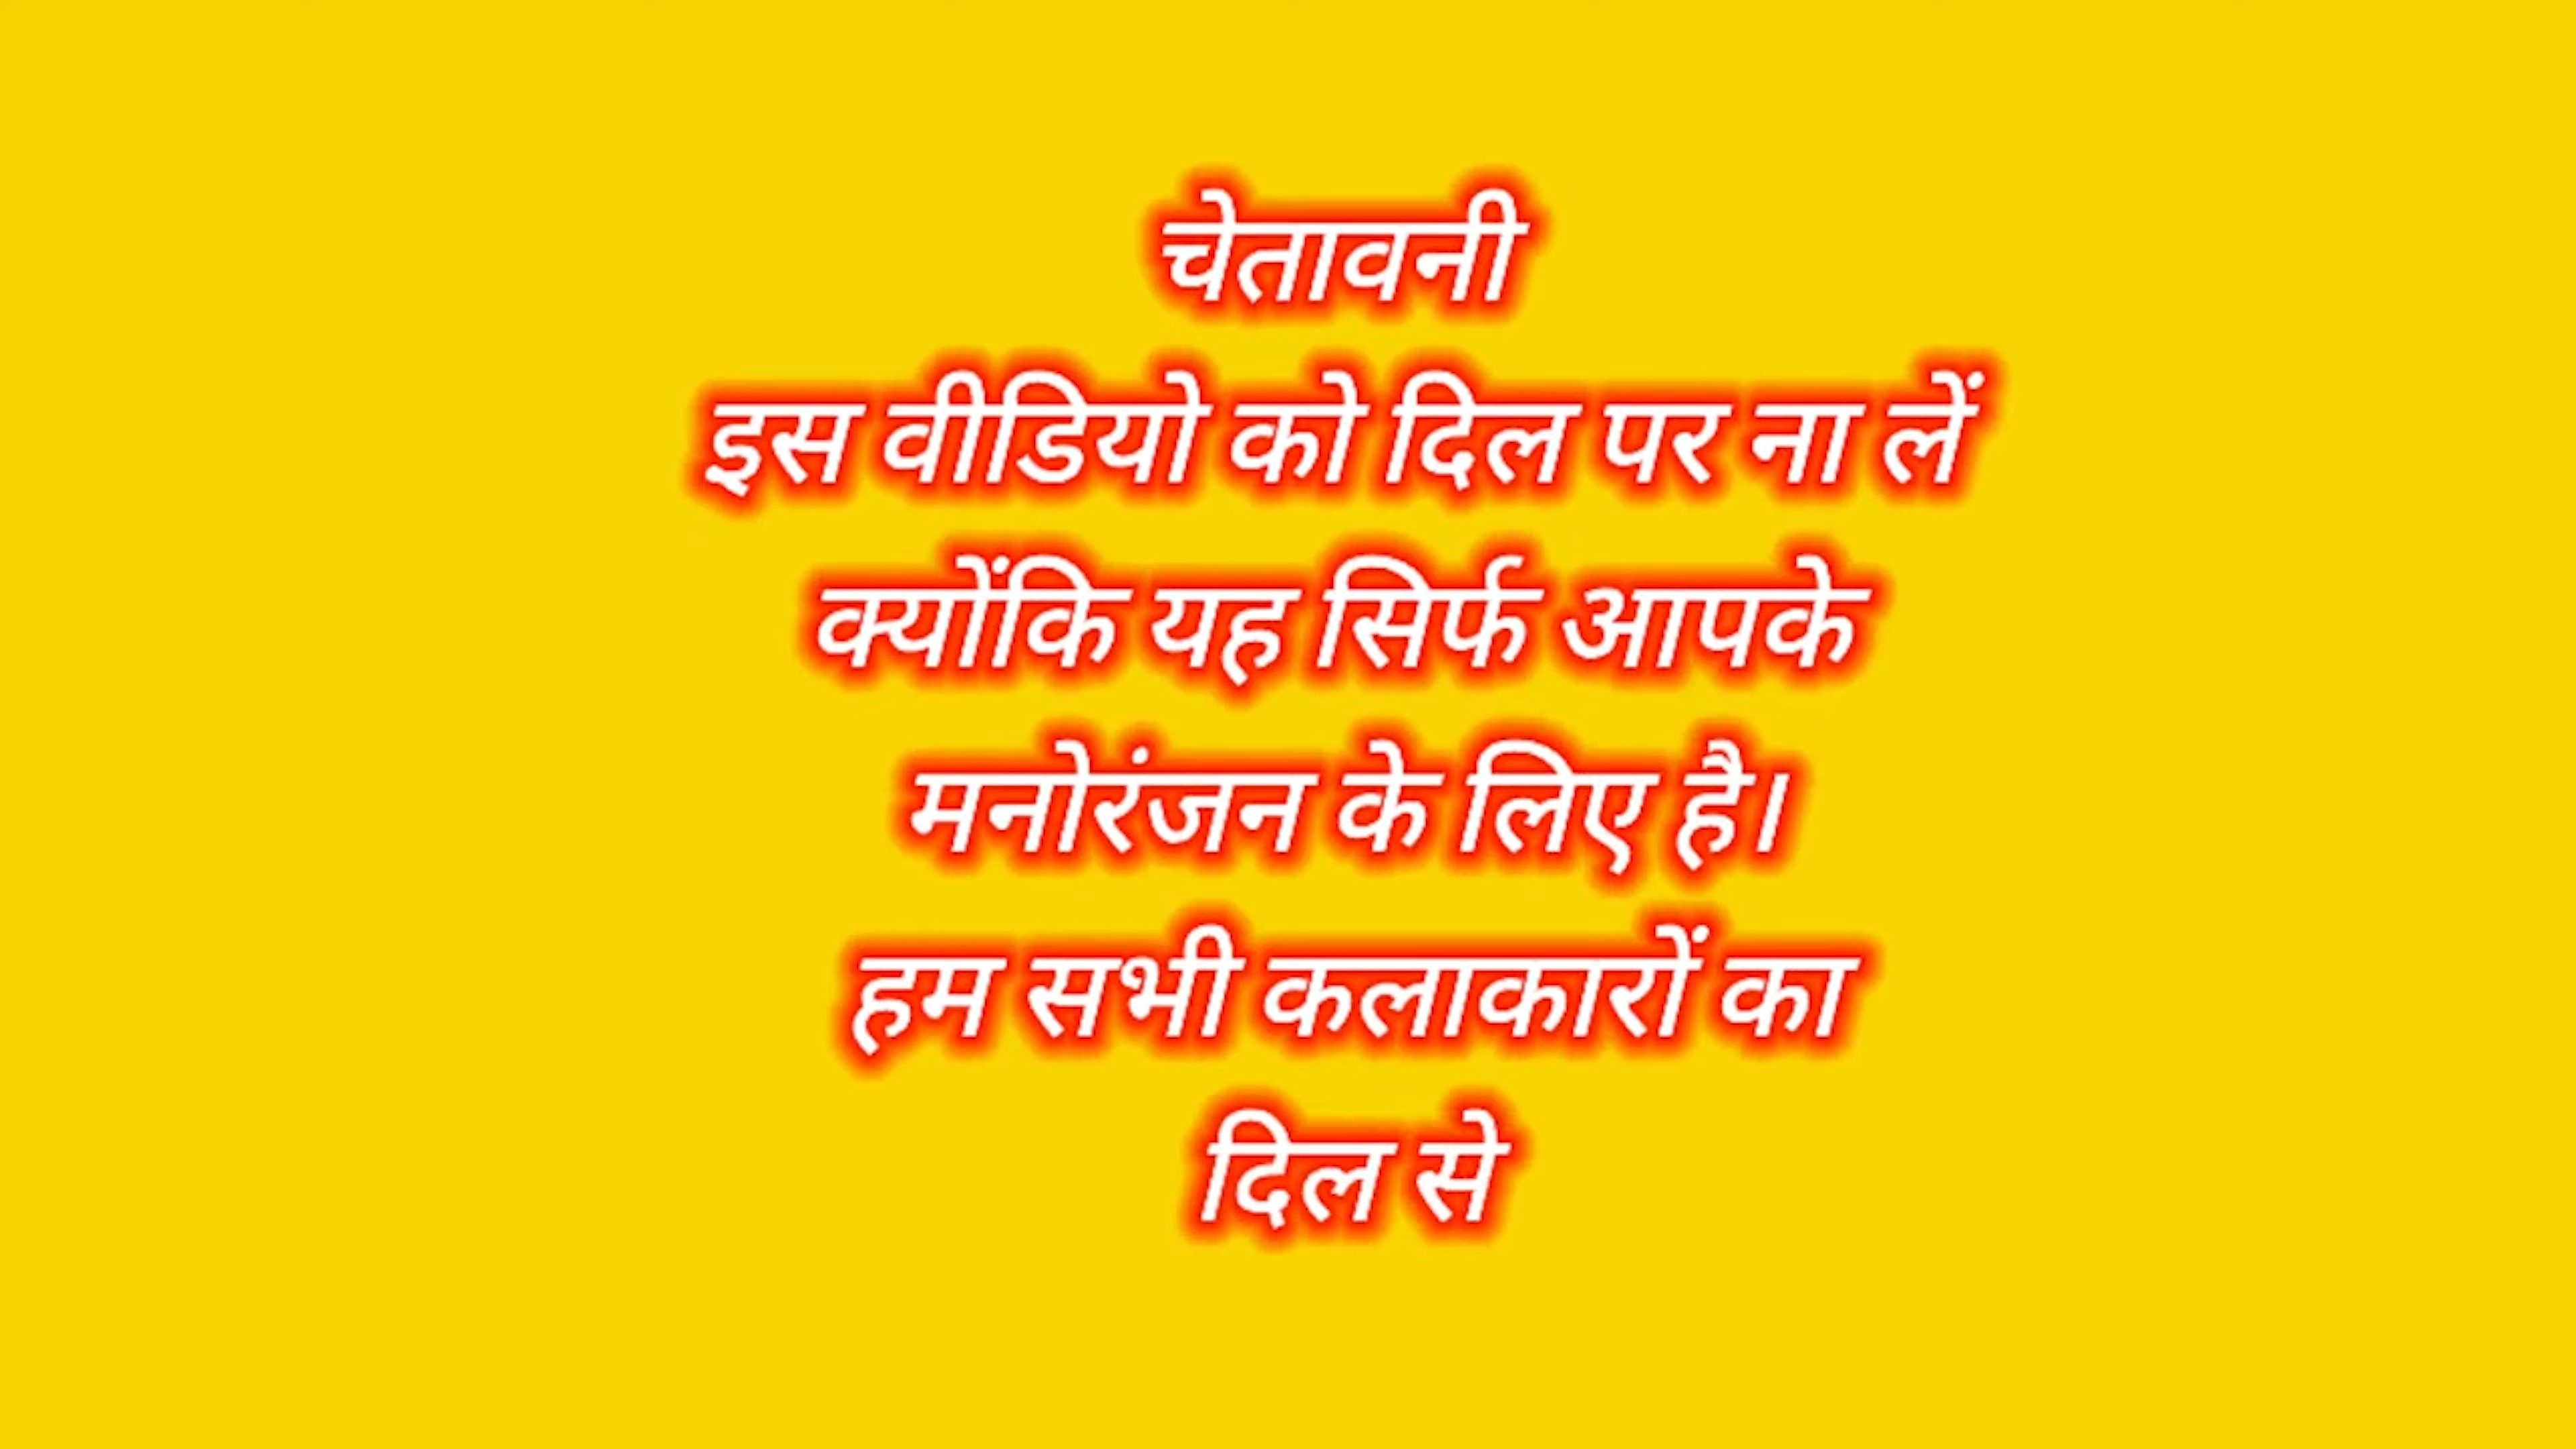 चेतावनी
इस वीडियो को दिल पर ना लें
क्योंकि यह सिर्फ आपके
मनोरंजन के लिए है।
हम सभी कलाकारों का
दिल से